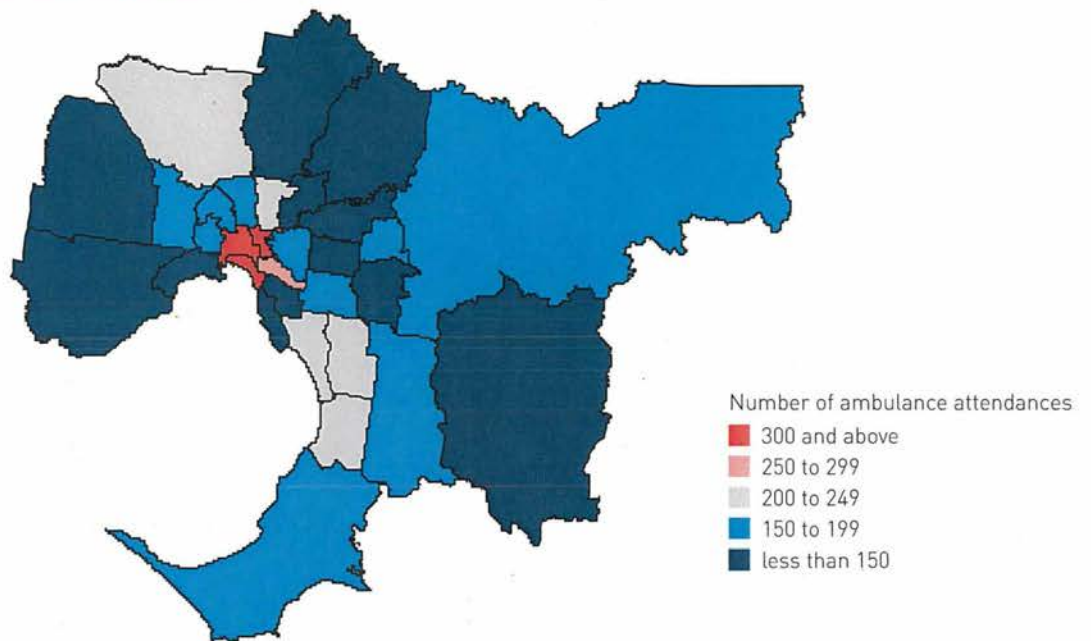 Number of ambulance attendances
300 and above
250 to 299
200 to 249
150 to 199
less than 150